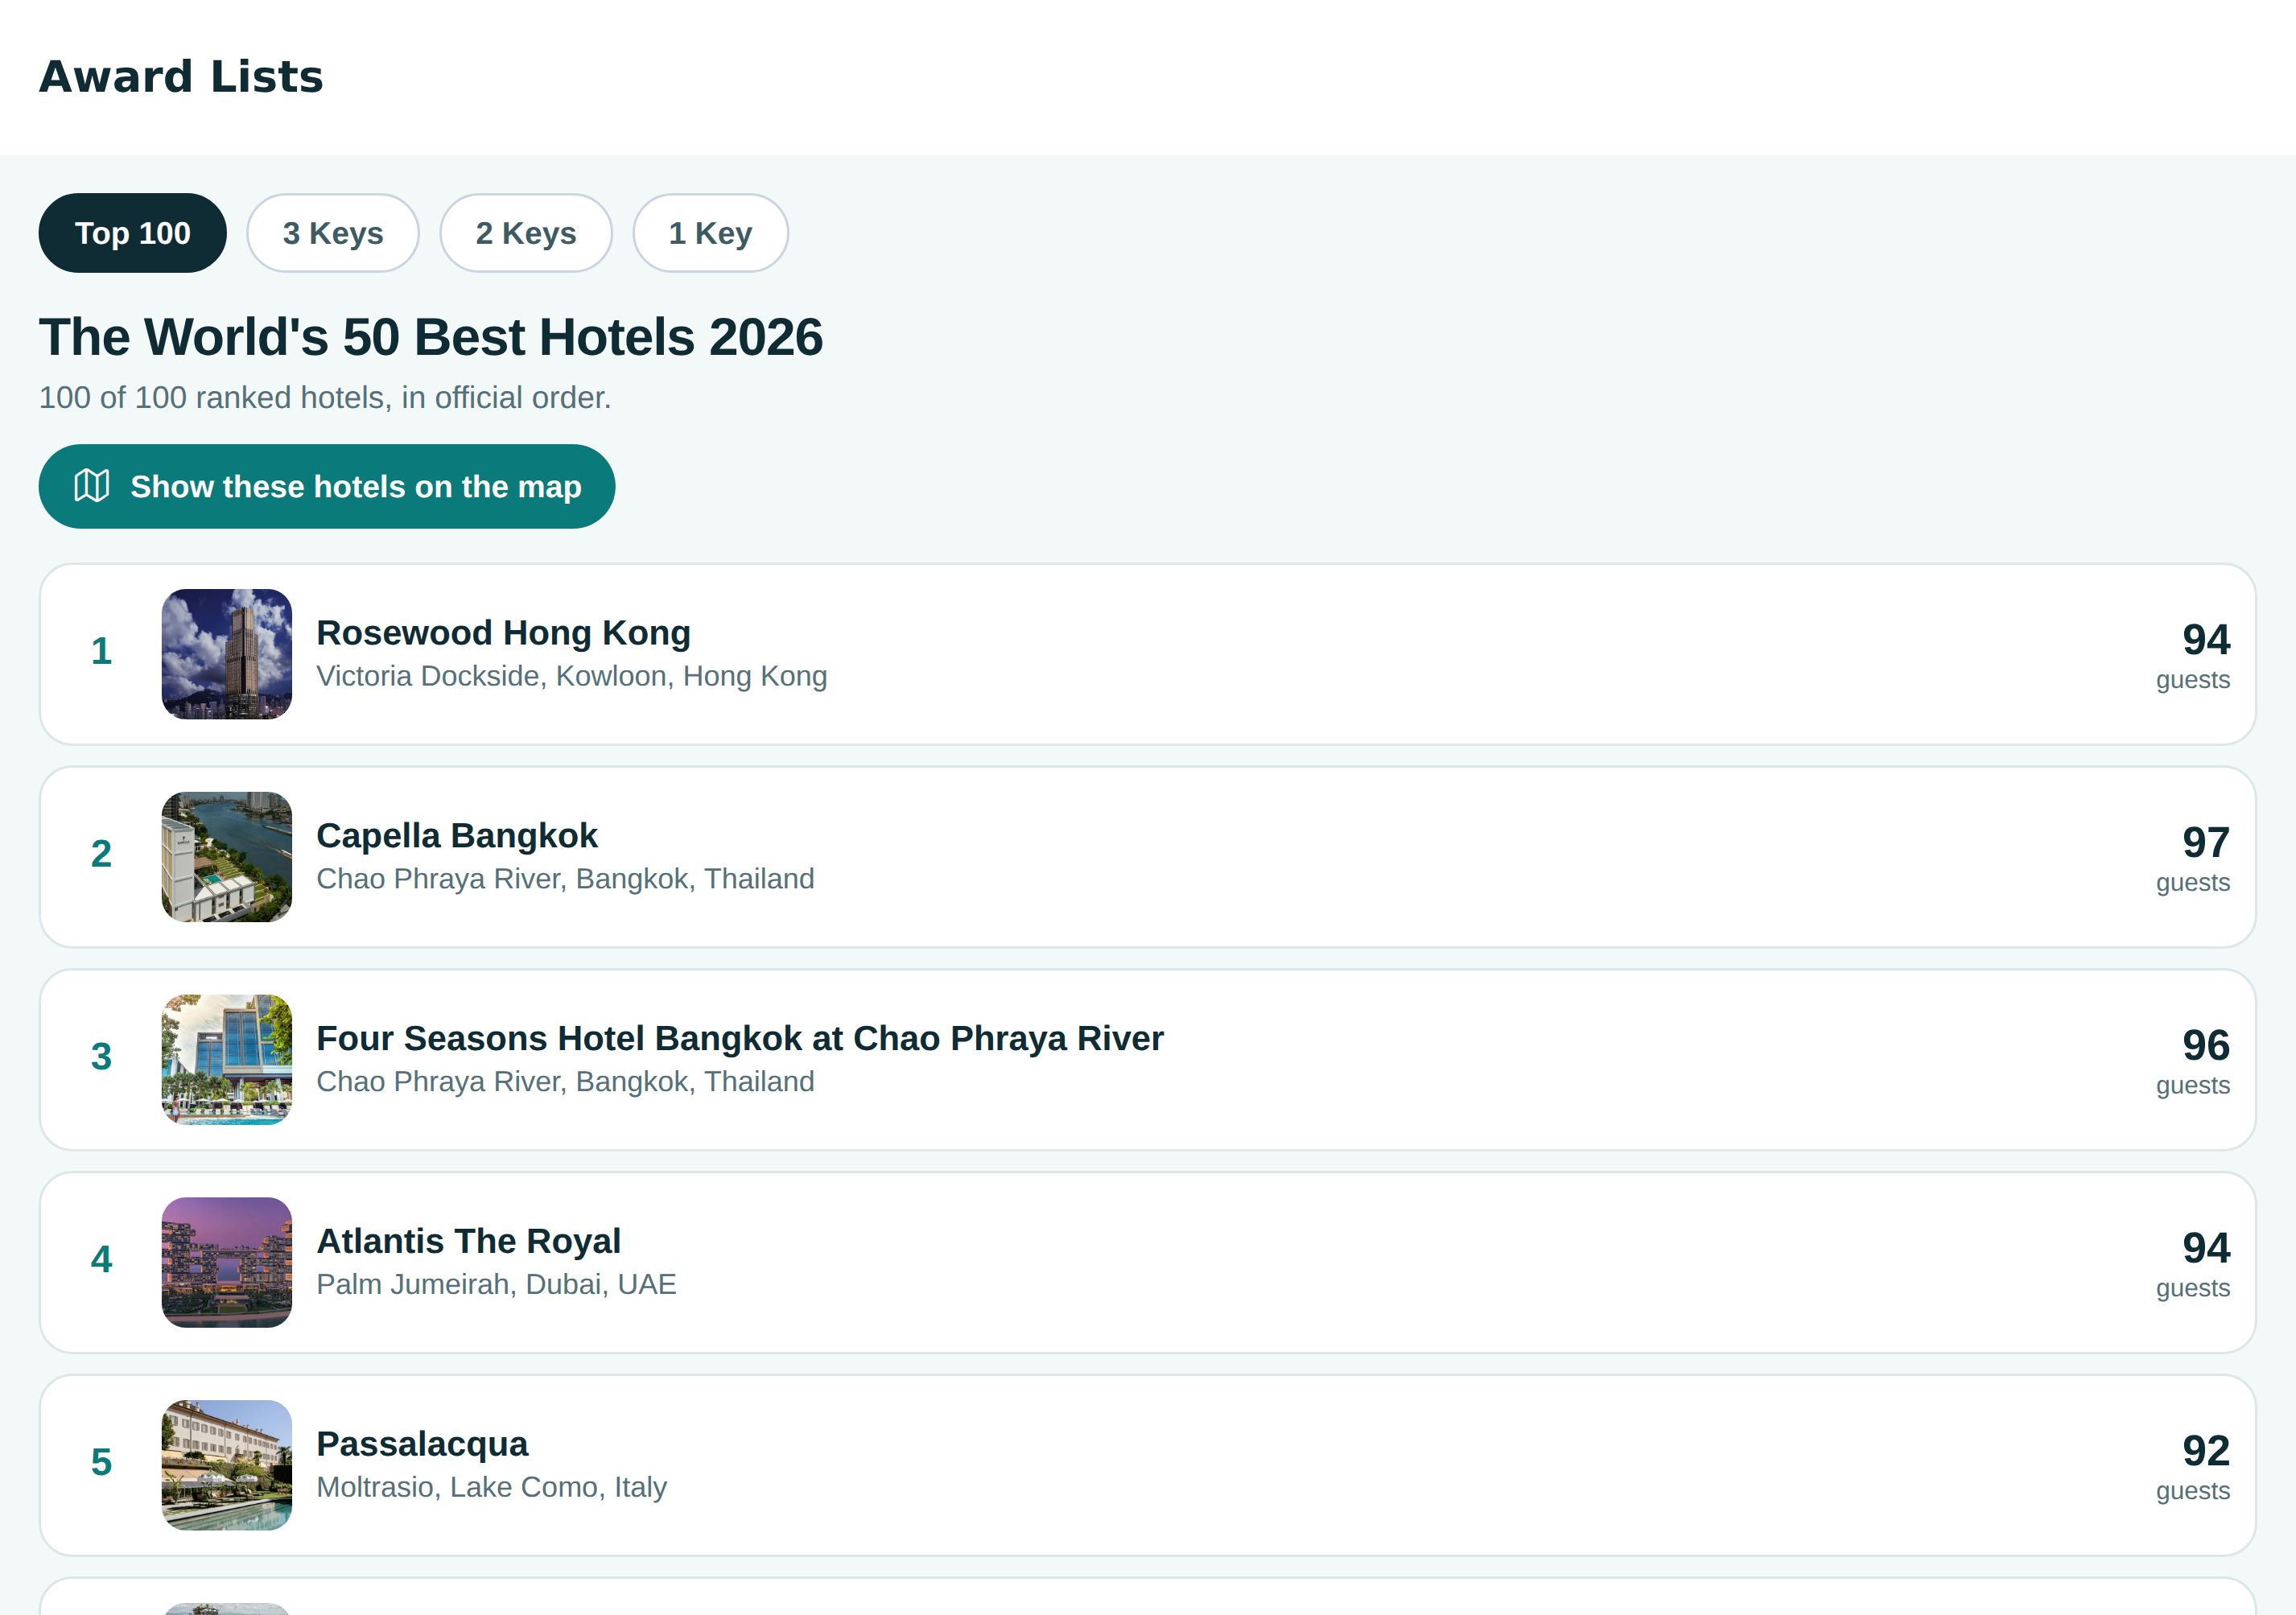 Award Lists
Top 100
3 Keys
2 Keys
1 Key
The World's 50 Best Hotels 2026
100 of 100 ranked hotels, in official order.
Show these hotels on the map
1
Rosewood Hong Kong
Victoria Dockside, Kowloon, Hong Kong
94
guests
2
Capella Bangkok
Chao Phraya River, Bangkok, Thailand
97
guests
3
Four Seasons Hotel Bangkok at Chao Phraya River
Chao Phraya River, Bangkok, Thailand
96
guests
4
Atlantis The Royal
Palm Jumeirah, Dubai, UAE
94
guests
5
Passalacqua
Moltrasio, Lake Como, Italy
92
guests